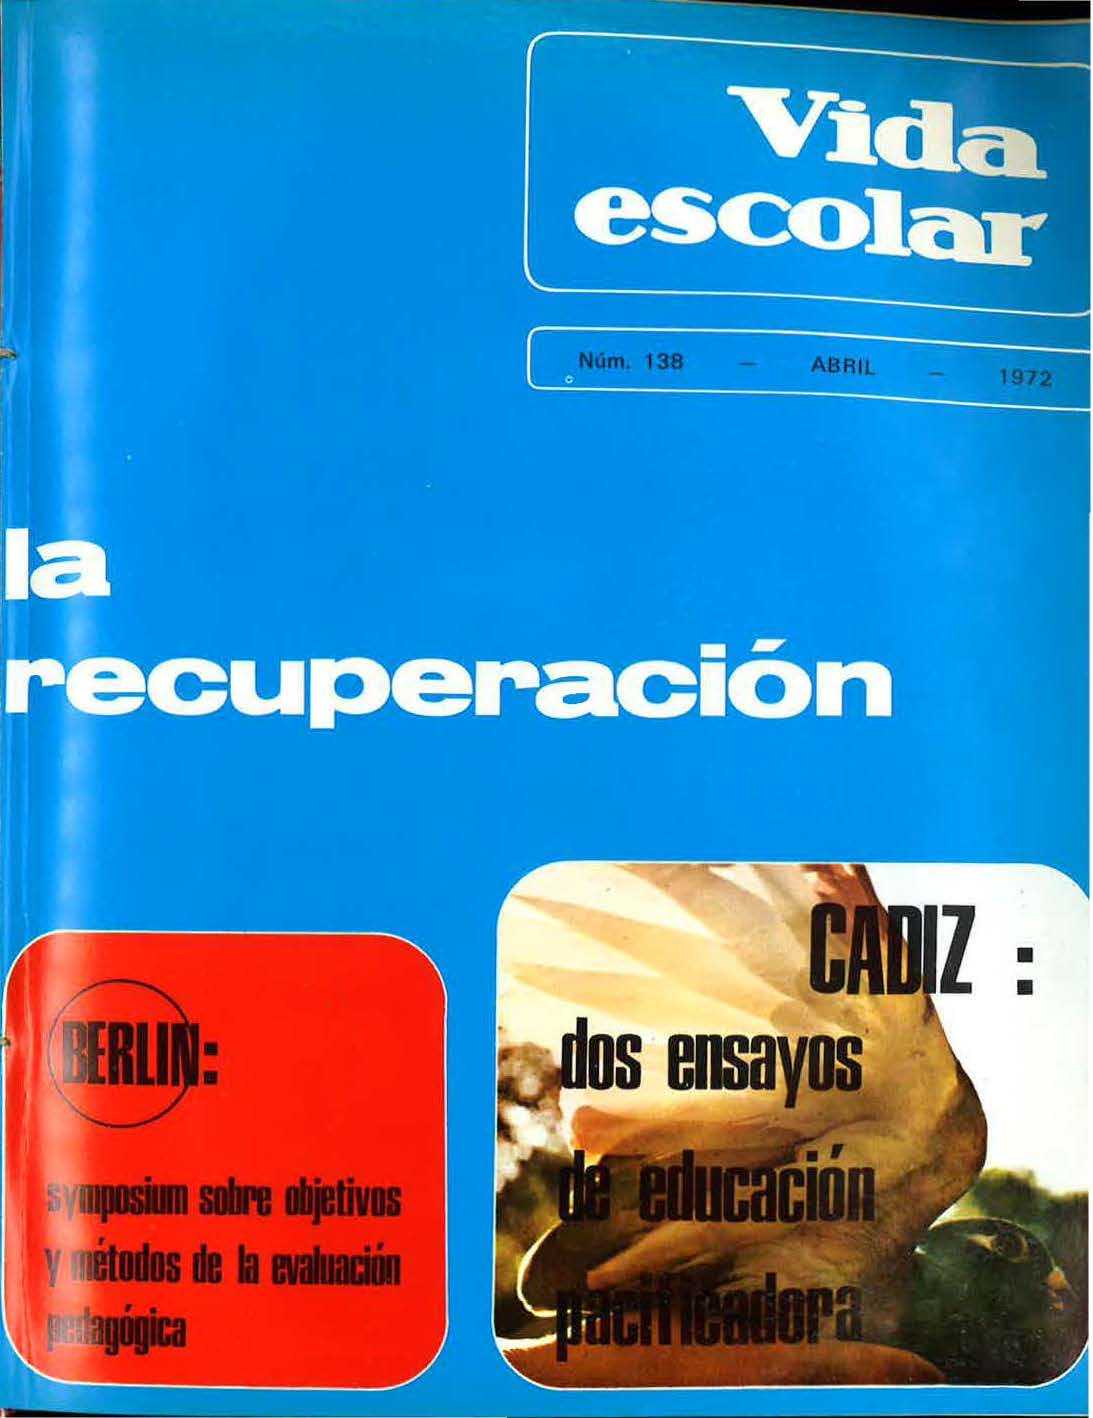 Vida
escolar
Núm. 138 — ABRIL — 1972
la
recuperación
BERLIN:
symposium sobre objetivos
y métodos de la evaluación
pedagógica
CADIZ :
dos ensayos
de educación
pacificadora